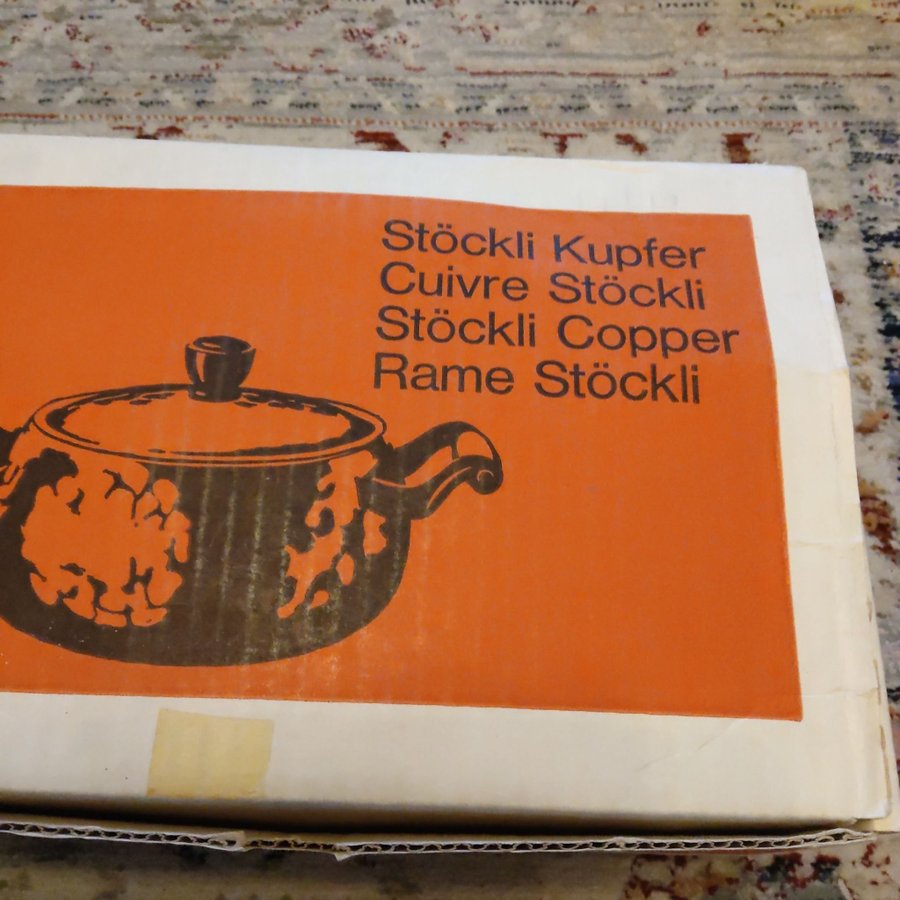 Stöckli Kupfer
Cuivre Stöckli
Stöckli Copper
Rame Stöckli